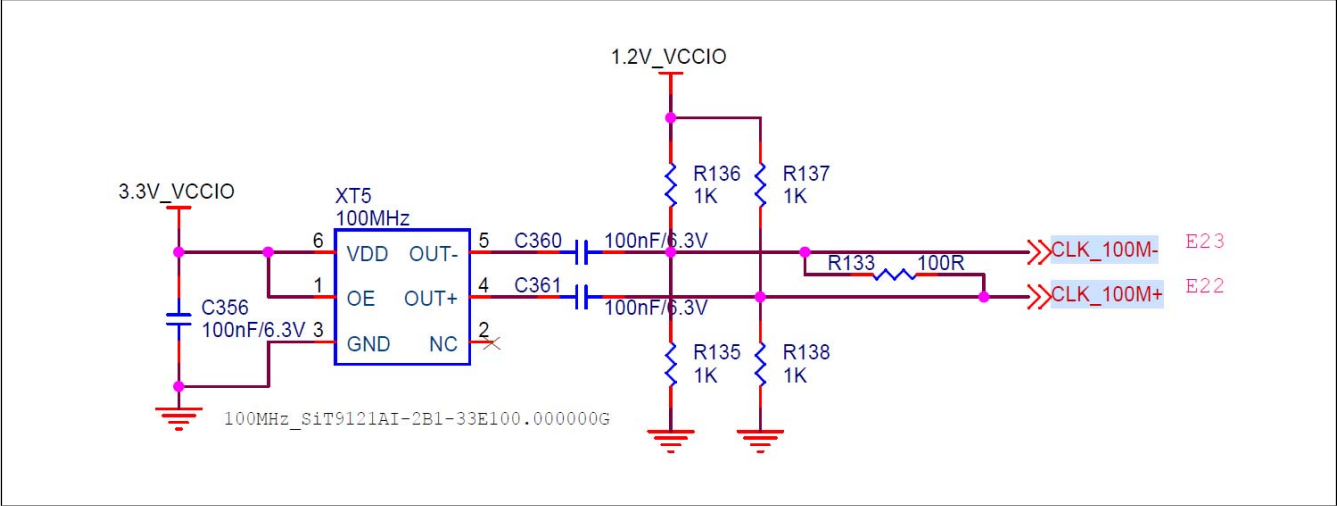 1.2V_VCCIO
3.3V_VCCIO
XT5
100MHz
R136
1K
R137
1K
6
VDD
OUT-
5
C360
100nF/6.3V
CLK_100M-
E23
R133
100R
1
OE
OUT+
4
C361
100nF/6.3V
CLK_100M+
E22
C356
100nF/6.3V
3
GND
NC
2
R135
1K
R138
1K
100MHz_SiT9121AI-2B1-33E100.000000G